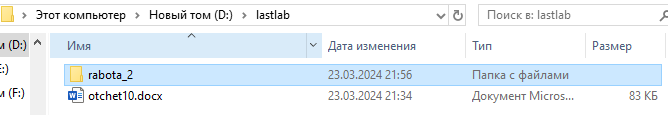 Этот компьютер > Новый том (D:) > lastlab
Поиск в: lastlab
Имя Дата изменения Тип Размер
м (D:)
rabota_2 23.03.2024 21:56 Папка с файлами
E:)
otchet10.docx 23.03.2024 21:34 Документ Micros... 83 КБ
м (F:)